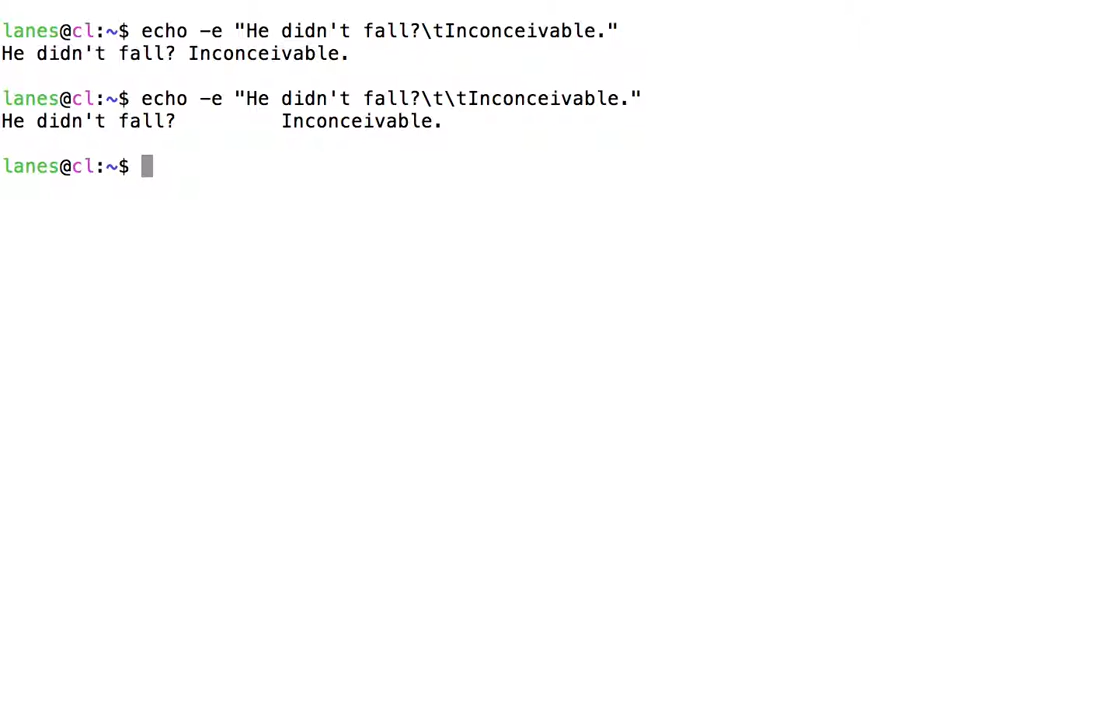 lanes@cl:~$ echo -e "He didn't fall?\tInconceivable."
He didn't fall? Inconceivable.
lanes@cl:~$ echo -e "He didn't fall?\t\tInconceivable."
He didn't fall?         Inconceivable.
lanes@cl:~$